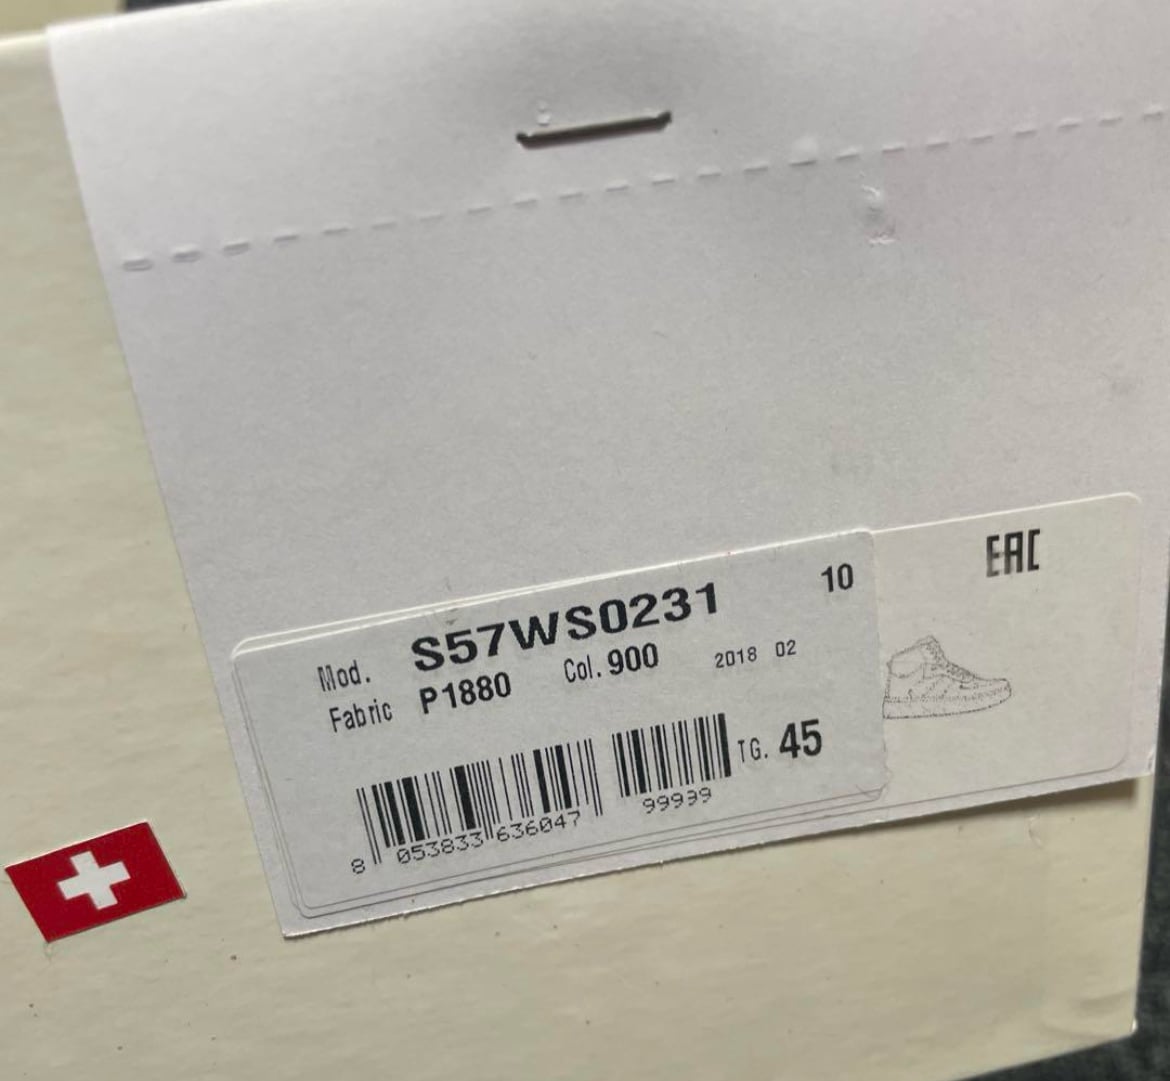 EAC
10
Mod. S57WS0231
Fabric P1880 Col. 900 2018 02
TG. 45
8 053833 636047 99999